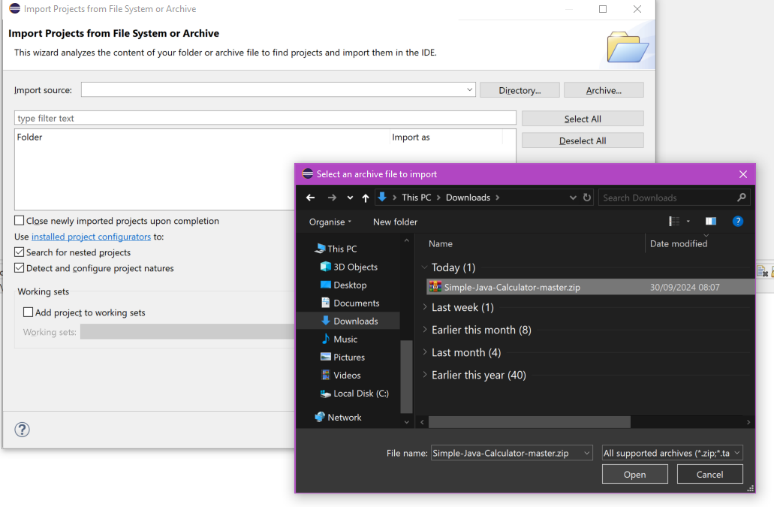 Import Projects from File System or Archive
Import Projects from File System or Archive
This wizard analyzes the content of your folder or archive file to find projects and import them in the IDE.
Import source:
Directory...
Archive...
type filter text
Select All
Folder
Import as
Deselect All
Close newly imported projects upon completion
Use installed project configurators to:
Search for nested projects
Detect and configure project natures
Working sets
Add project to working sets
Working sets:
Select an archive file to import
This PC
Downloads
Search Downloads
Organise
New folder
This PC
3D Objects
Desktop
Documents
Downloads
Music
Pictures
Videos
Local Disk (C:)
Network
Name
Date modified
Today (1)
Simple-Java-Calculator-master.zip
30/09/2024 08:07
Last week (1)
Earlier this month (8)
Last month (4)
Earlier this year (40)
File name:
Simple-Java-Calculator-master.zip
All supported archives (*.zip;*.ta
Open
Cancel